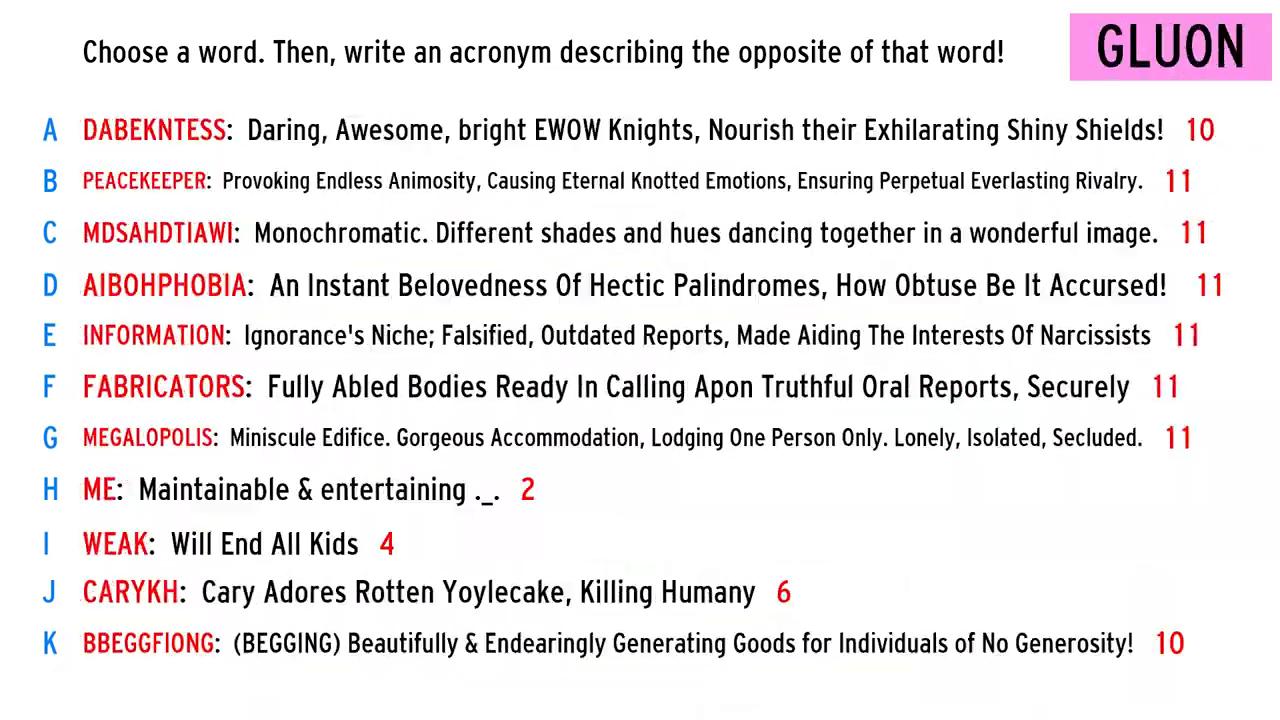 Choose a word. Then, write an acronym describing the opposite of that word!
GLUON
A DABEKNTESS: Daring, Awesome, bright EWOW Knights, Nourish their Exhilarating Shiny Shields! 10
B PEACEKEEPER: Provoking Endless Animosity, Causing Eternal Knotted Emotions, Ensuring Perpetual Everlasting Rivalry. 11
C MDSAHDTIAWI: Monochromatic. Different shades and hues dancing together in a wonderful image. 11
D AIBOHPHOBIA: An Instant Belovedness Of Hectic Palindromes, How Obtuse Be It Accursed! 11
E INFORMATION: Ignorance's Niche; Falsified, Outdated Reports, Made Aiding The Interests Of Narcissists 11
F FABRICATORS: Fully Abled Bodies Ready In Calling Apon Truthful Oral Reports, Securely 11
G MEGALOPOLIS: Miniscule Edifice. Gorgeous Accommodation, Lodging One Person Only. Lonely, Isolated, Secluded. 11
H ME: Maintainable & entertaining ._. 2
I WEAK: Will End All Kids 4
J CARYKH: Cary Adores Rotten Yoylecake, Killing Humany 6
K BBEGGFIONG: (BEGGING) Beautifully & Endearingly Generating Goods for Individuals of No Generosity! 10